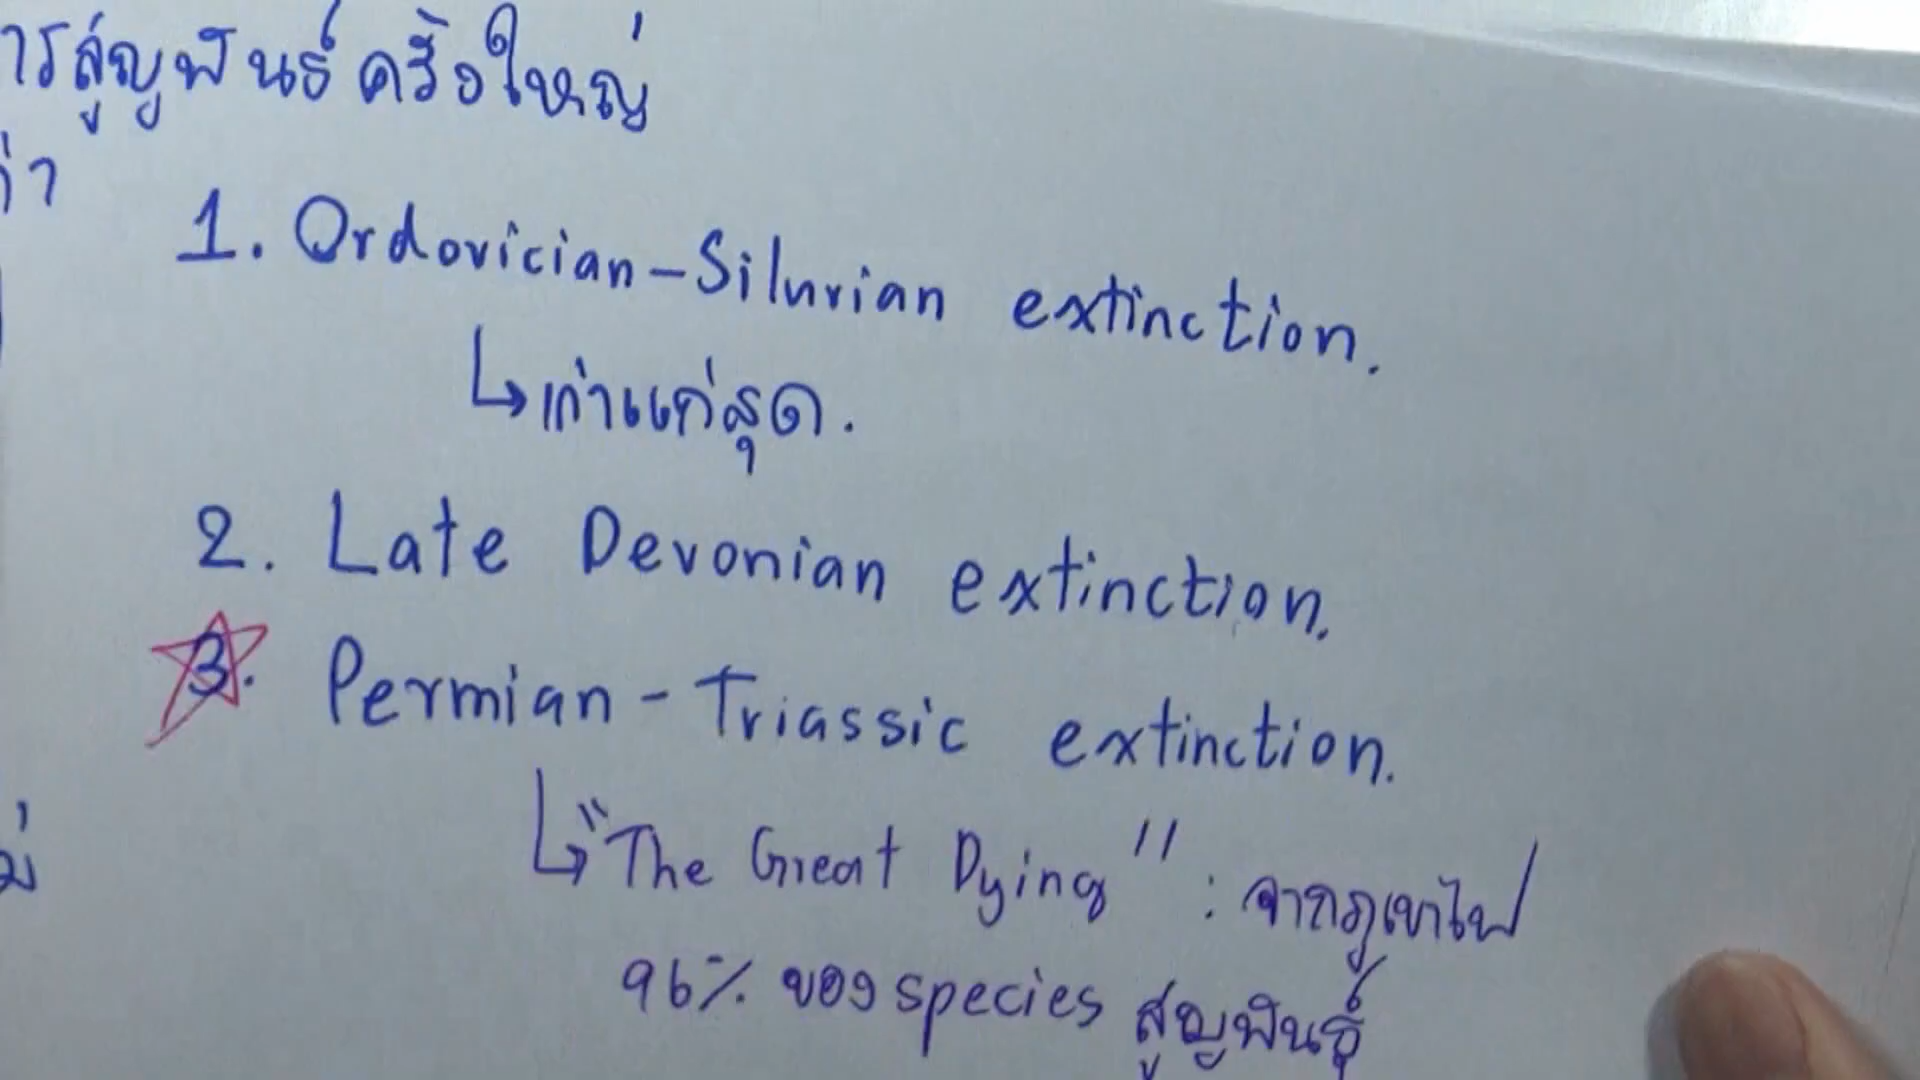 ารสูญพันธ์ครั้งใหญ่
1. Ordovician-Silurian extinction.
↳ เก่าแก่สุด.
2. Late Devonian extinction.
3. Permian - Triassic extinction.
↳ "The Great Dying" : จากภูเขาไฟ
96% ของ species สูญพันธุ์